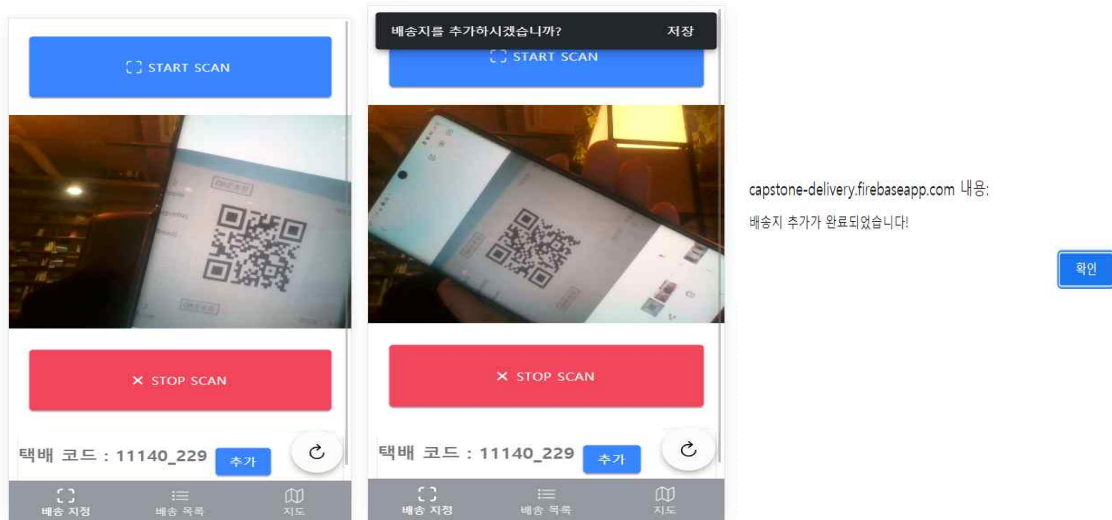 START SCAN
STOP SCAN
택배 코드 : 11140_229
추가
배송 지정
배송 목록
지도
배송지를 추가하시겠습니까?
저장
START SCAN
STOP SCAN
택배 코드 : 11140_229
추가
배송 지정
배송 목록
지도
capstone-delivery.firebaseapp.com 내용:
배송지 추가가 완료되었습니다!
확인